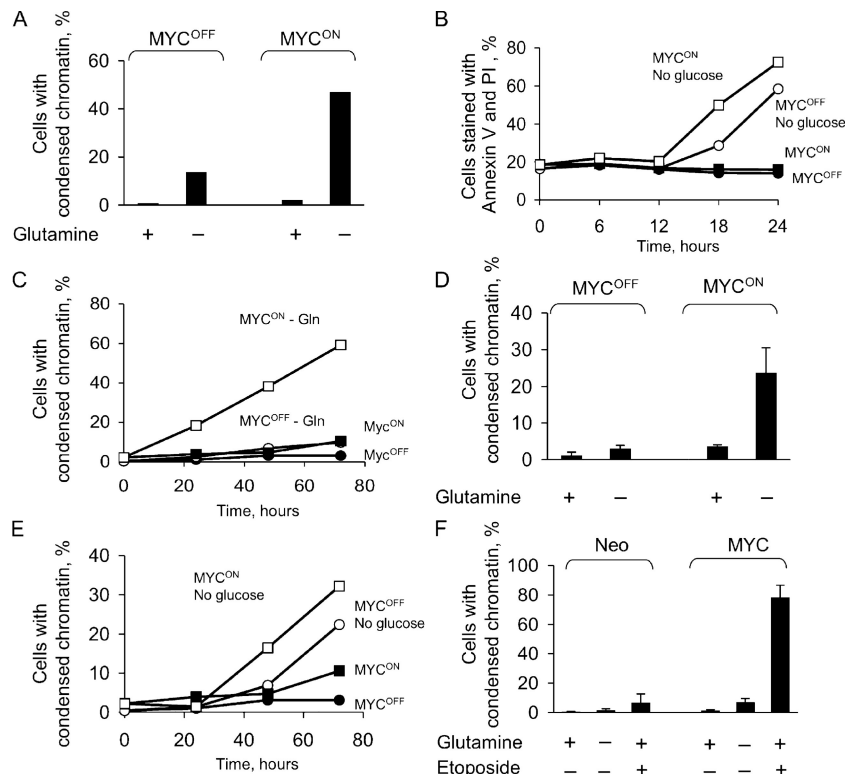 A
MYC^OFF MYC^ON
Cells with
condensed chromatin, %
60
40
20
0
Glutamine + – + –
B
Cells stained with
Annexin V and PI , %
100
80
60
40
20
0
MYC^ON
No glucose
MYC^OFF
No glucose
MYC^ON
MYC^OFF
0 6 12 18 24
Time, hours
C
Cells with
condensed chromatin, %
80
60
40
20
0
MYC^ON - Gln
MYC^OFF - Gln
Myc^ON
Myc^OFF
0 20 40 60 80
Time, hours
D
MYC^OFF MYC^ON
Cells with
condensed chromatin, %
40
30
20
10
0
Glutamine + – + –
E
Cells with
condensed chromatin, %
40
30
20
10
0
MYC^ON
No glucose
MYC^OFF
No glucose
MYC^ON
MYC^OFF
0 20 40 60 80
Time, hours
F
Neo MYC
Cells with
condensed chromatin, %
100
80
60
40
20
0
Glutamine + – + + – +
Etoposide – – + – – +